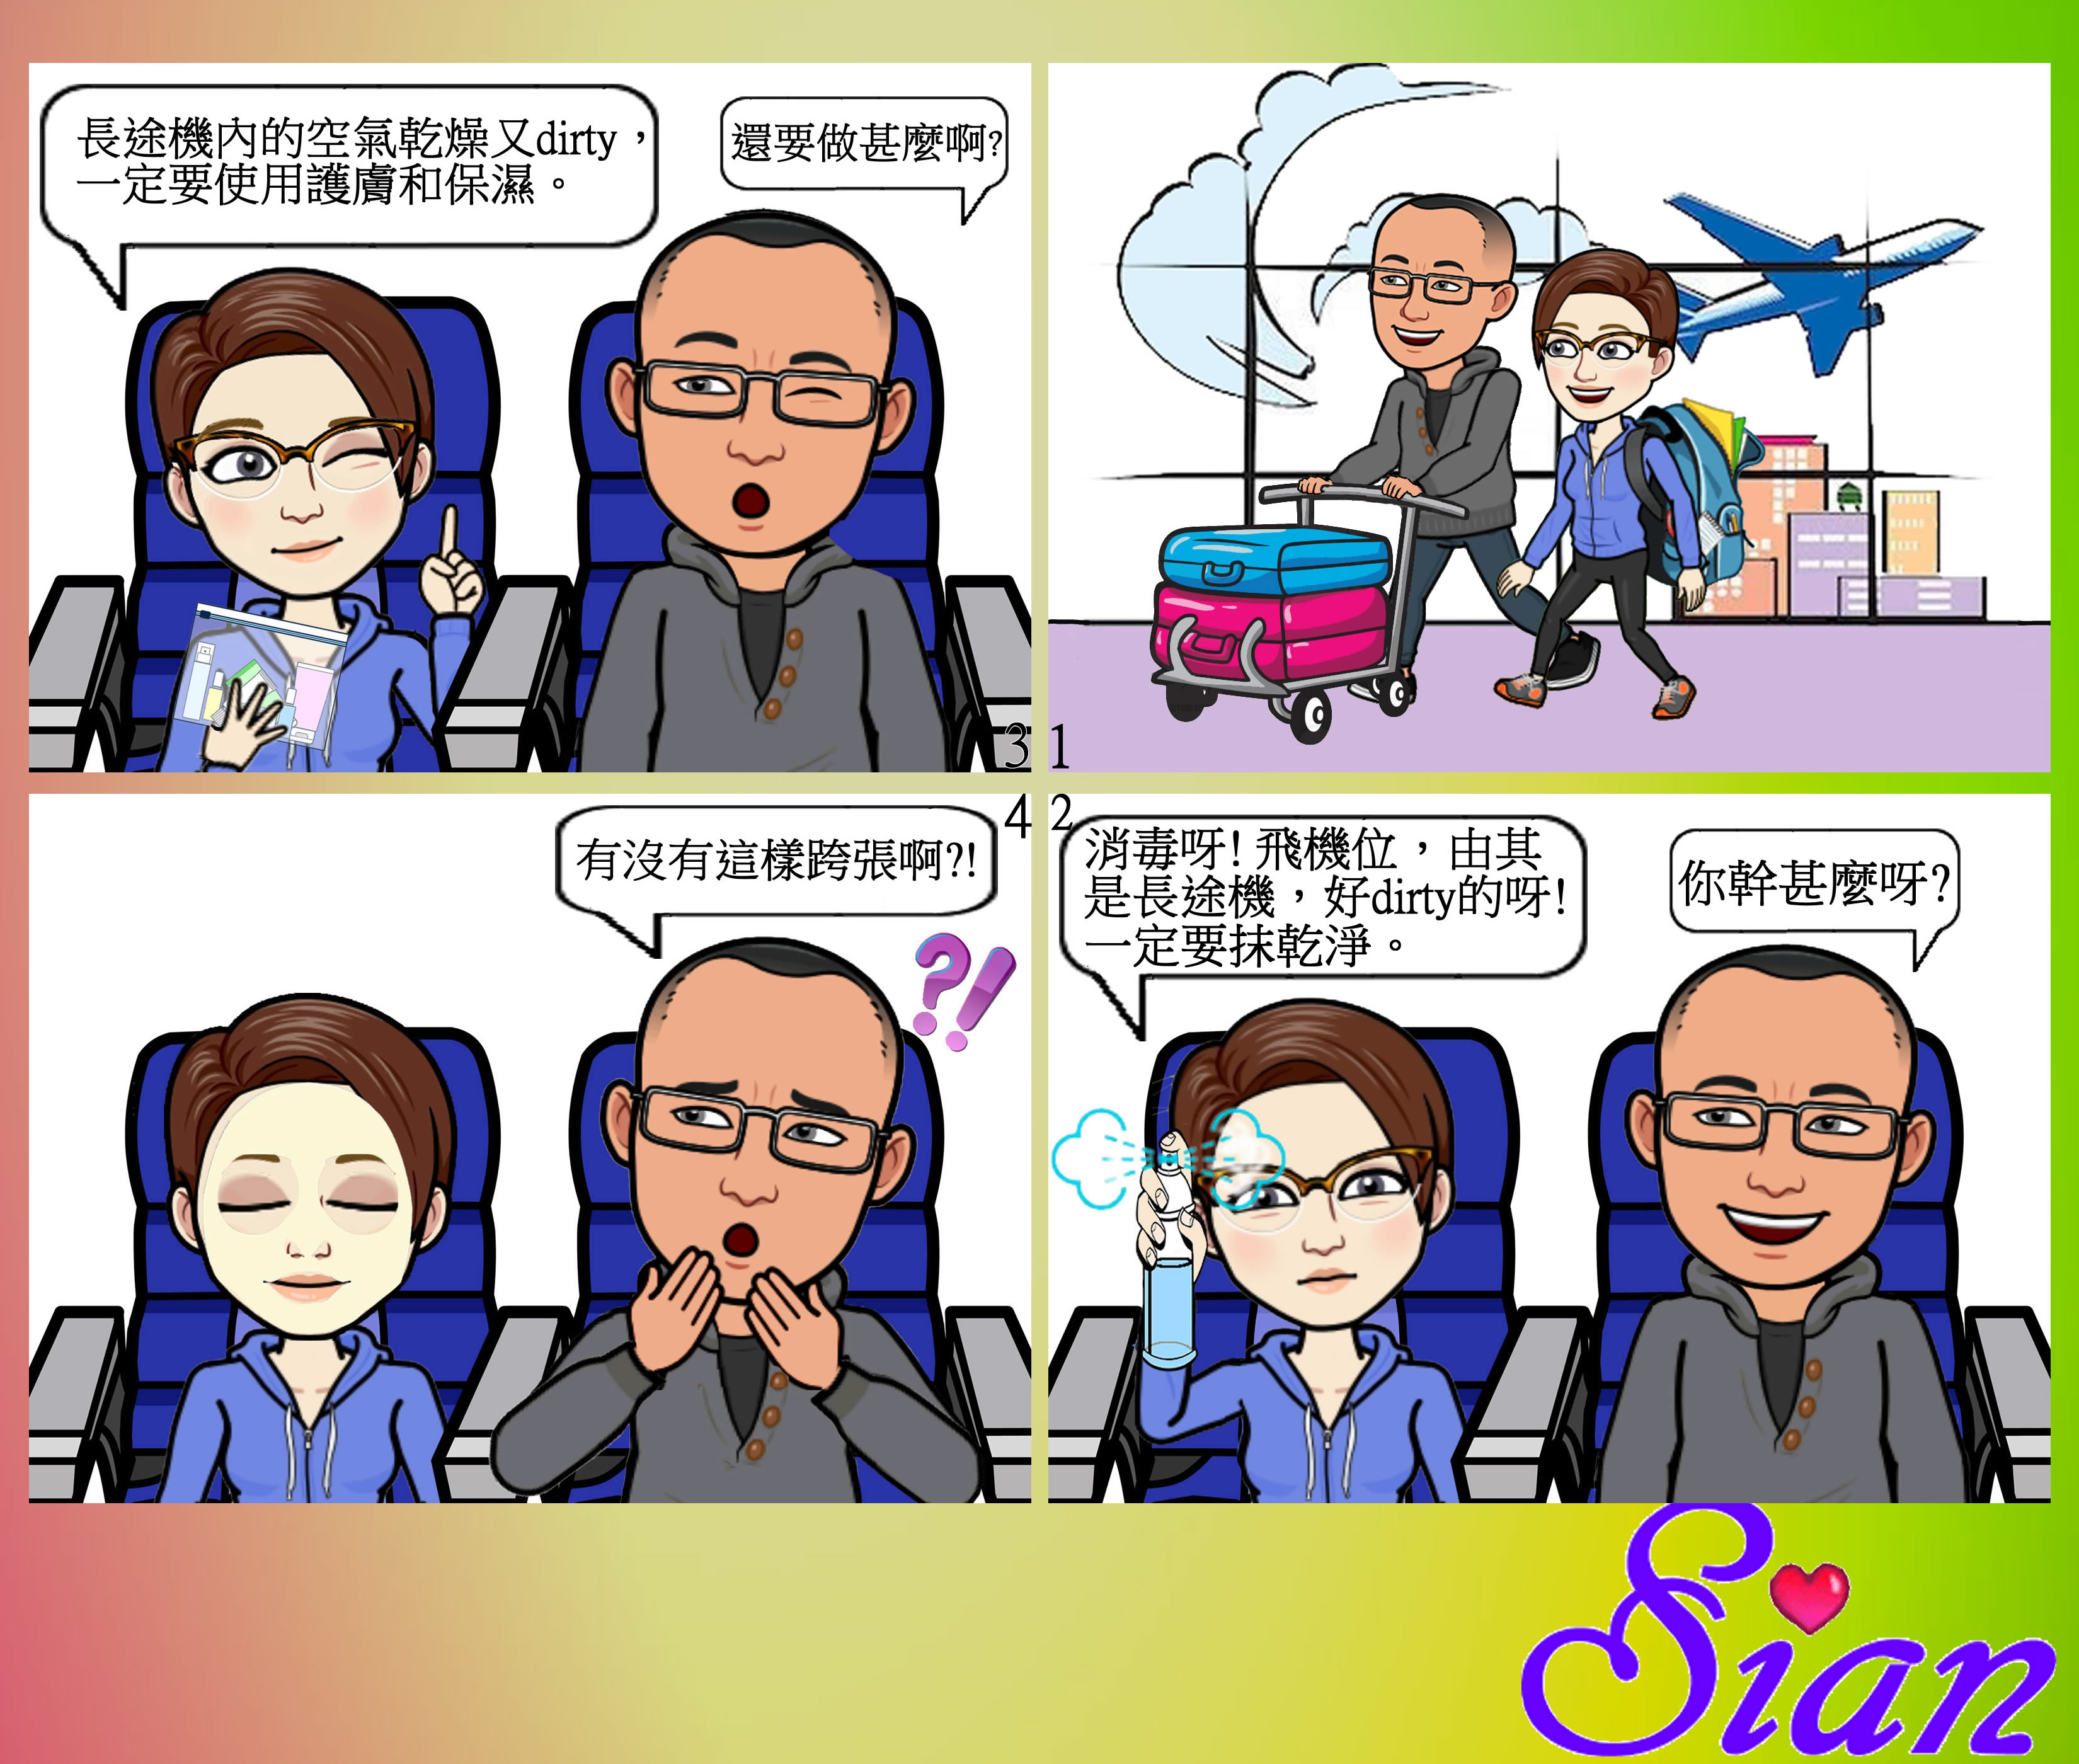 1
2
你幹甚麼呀?
消毒呀! 飛機位，由其
是長途機，好dirty的呀!
一定要抹乾淨。
3
還要做甚麼啊?
長途機內的空氣乾燥又dirty，
一定要使用護膚和保濕。
4
有沒有這樣跨張啊?!
?!
Sian